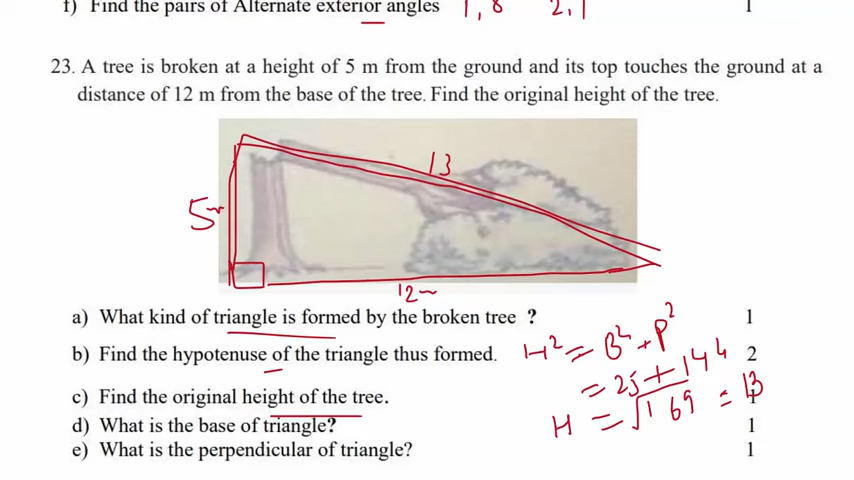 f) Find the pairs of Alternate exterior angles 1, 8 2, 7 1
23. A tree is broken at a height of 5 m from the ground and its top touches the ground at a
distance of 12 m from the base of the tree. Find the original height of the tree.
13
5m
12m
a) What kind of triangle is formed by the broken tree ? 1
b) Find the hypotenuse of the triangle thus formed. 2
H² = B² + P²
c) Find the original height of the tree.
= 25 + 144
d) What is the base of triangle? 1
H = √169 = 13
e) What is the perpendicular of triangle? 1